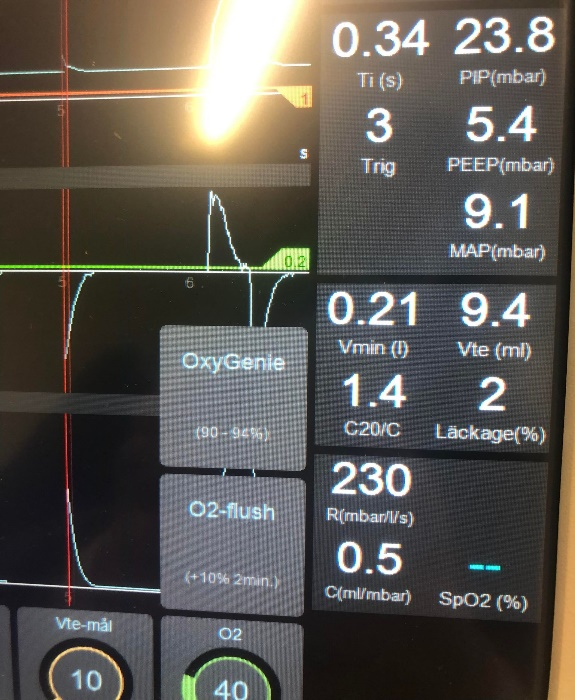 0.34 23.8
Ti (s) PIP(mbar)
1
5
3 5.4
s
Trig PEEP(mbar)
9.1
MAP(mbar)
0.2
5 6
0.21 9.4
Vmin (l) Vte (ml)
OxyGenie
(90 - 94%)
1.4 2
C20/C Läckage(%)
230
R(mbar/l/s)
O2-flush
(+10% 2min.)
0.5 --
C(ml/mbar) SpO2 (%)
Vte-mål O2
10 40